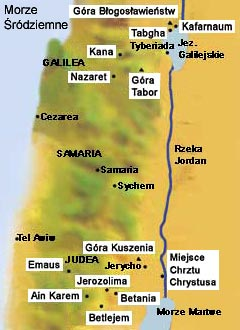 Morze
Śródziemne
Góra Błogosławieństw
Kafarnaum
Tabgha
Tyberiada
Jez.
Galilejskie
Kana
GALILEA
Nazaret
Góra
Tabor
Cezarea
SAMARIA
Rzeka
Jordan
Samaria
Sychem
Tel Awiw
Góra Kuszenia
Miejsce
Chrztu
Chrystusa
JUDEA
Emaus
Jerycho
Jerozolima
Ain Karem
Betania
Betlejem
Morze Martwe